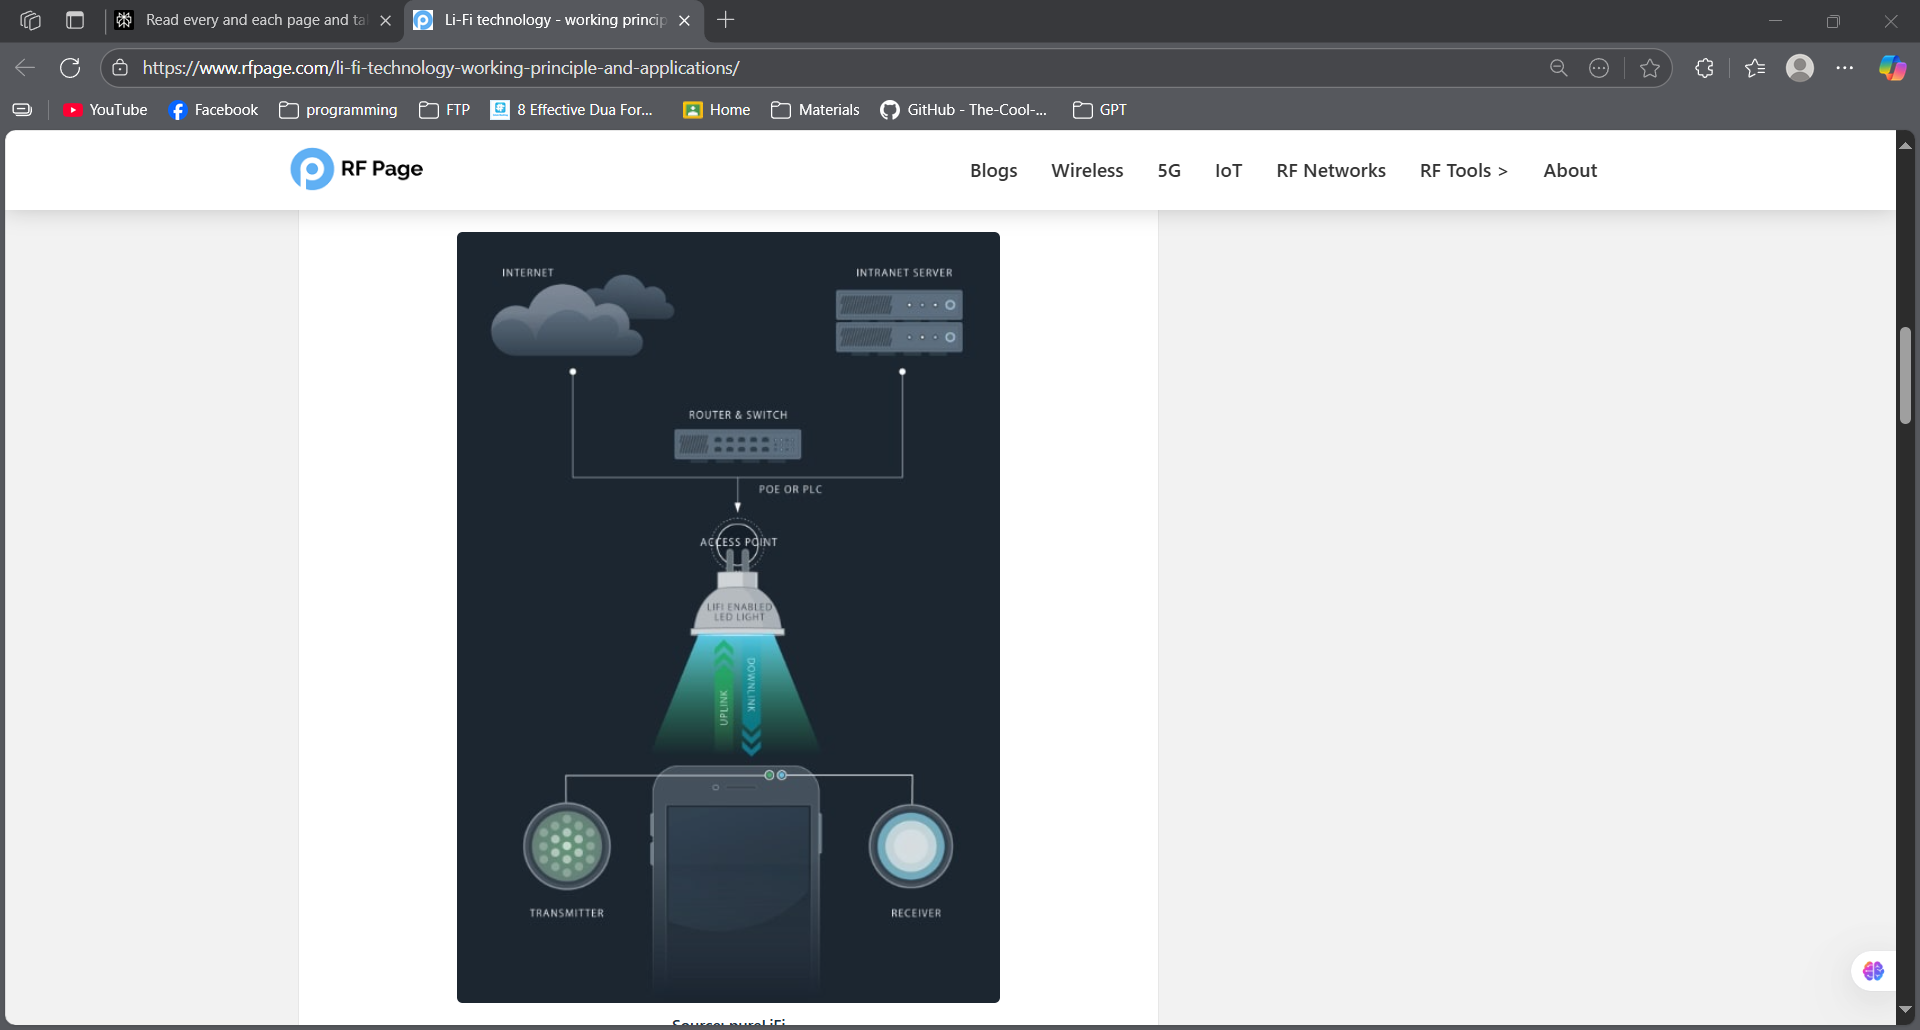 Read every and each page and ta
Li-Fi technology - working princip
https://www.rfpage.com/li-fi-technology-working-principle-and-applications/
YouTube
Facebook
programming
FTP
8 Effective Dua For...
Home
Materials
GitHub - The-Cool-...
GPT
RF Page
Blogs
Wireless
5G
IoT
RF Networks
RF Tools >
About
INTERNET
INTRANET SERVER
ROUTER & SWITCH
POE OR PLC
ACCESS POINT
LIFI ENABLED
LED LIGHT
UPLINK
DOWNLINK
TRANSMITTER
RECEIVER
Source: pureLiFi